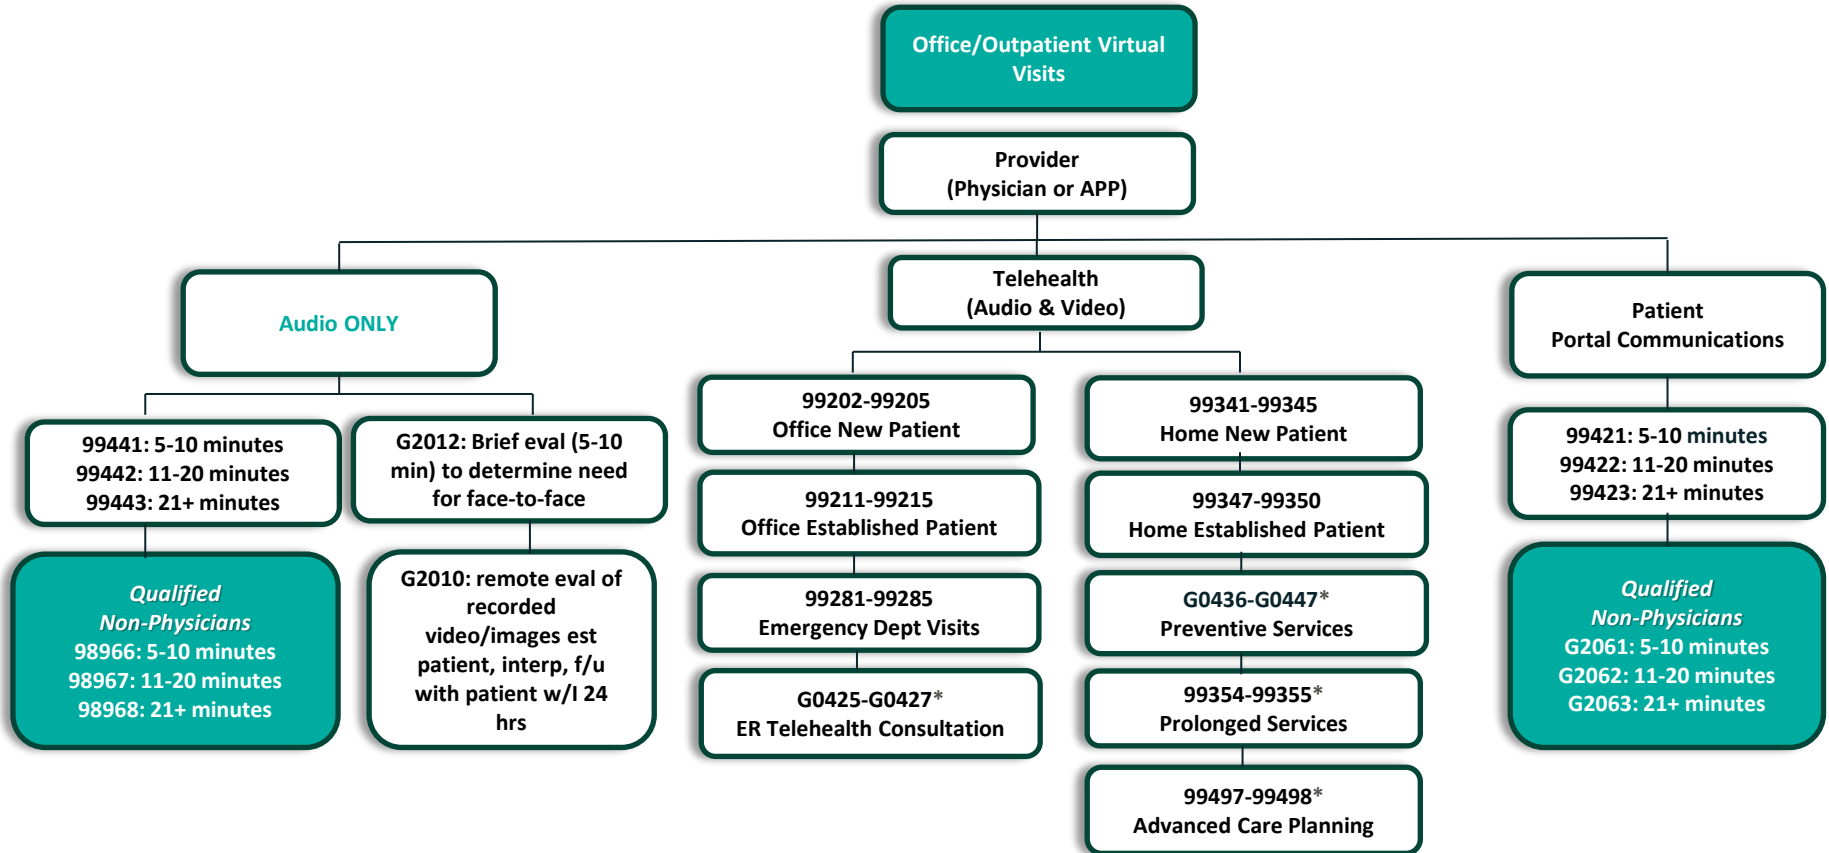 Office/Outpatient Virtual
Visits
Provider
(Physician or APP)
Audio ONLY
99441: 5-10 minutes
99442: 11-20 minutes
99443: 21+ minutes
Qualified
Non-Physicians
98966: 5-10 minutes
98967: 11-20 minutes
98968: 21+ minutes
G2012: Brief eval (5-10
min) to determine need
for face-to-face
G2010: remote eval of
recorded
video/images est
patient, interp, f/u
with patient w/I 24
hrs
Telehealth
(Audio & Video)
99202-99205
Office New Patient
99211-99215
Office Established Patient
99281-99285
Emergency Dept Visits
G0425-G0427*
ER Telehealth Consultation
99341-99345
Home New Patient
99347-99350
Home Established Patient
G0436-G0447*
Preventive Services
99354-99355*
Prolonged Services
99497-99498*
Advanced Care Planning
Patient
Portal Communications
99421: 5-10 minutes
99422: 11-20 minutes
99423: 21+ minutes
Qualified
Non-Physicians
G2061: 5-10 minutes
G2062: 11-20 minutes
G2063: 21+ minutes